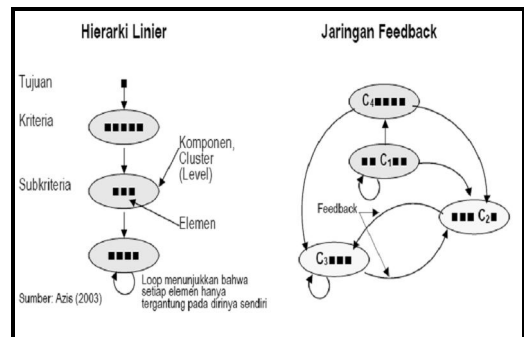 Hierarki Linier
Tujuan
Kriteria
Subkriteria
Komponen,
Cluster
(Level)
Elemen
Loop menunjukkan bahwa
setiap elemen hanya
tergantung pada dirinya sendiri
Sumber: Azis (2003)
Jaringan Feedback
C4
C1
Feedback
C2
C3